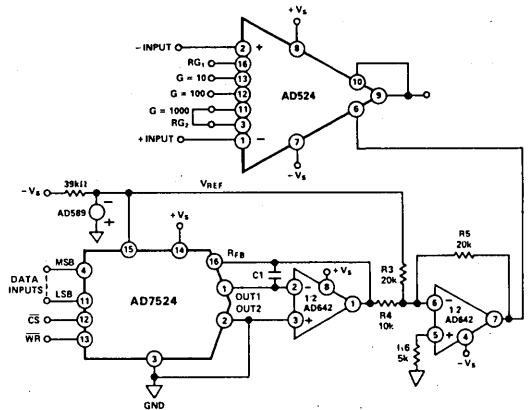 +Vs
-INPUT
2
+
8
RG1
16
10
G = 10
13
AD524
9
G = 100
12
6
G = 1000
11
RG2
3
+INPUT
1
-
7
-Vs
39kΩ
VREF
-Vs
-
AD589
+
+Vs
R5
20k
15
14
RFB
16
C1
R3
20k
+Vs
MSB
4
DATA
INPUTS
AD7524
1
OUT1
2
-
8
LSB
11
2
OUT2
3
+
1
1/2
AD642
R4
10k
6
-
1/2
AD642
7
CS
12
5
+
4
WR
13
R6
5k
-Vs
3
GND